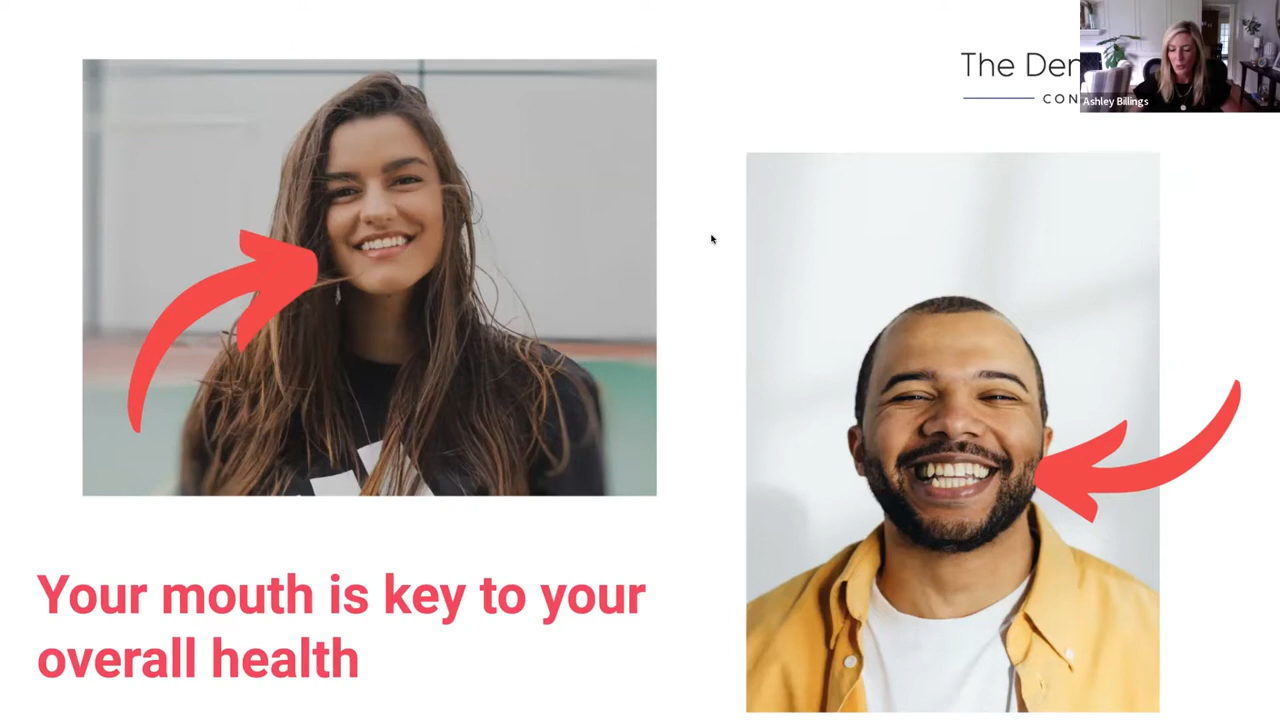 The Den
CON
Ashley Billings
Your mouth is key to your
overall health